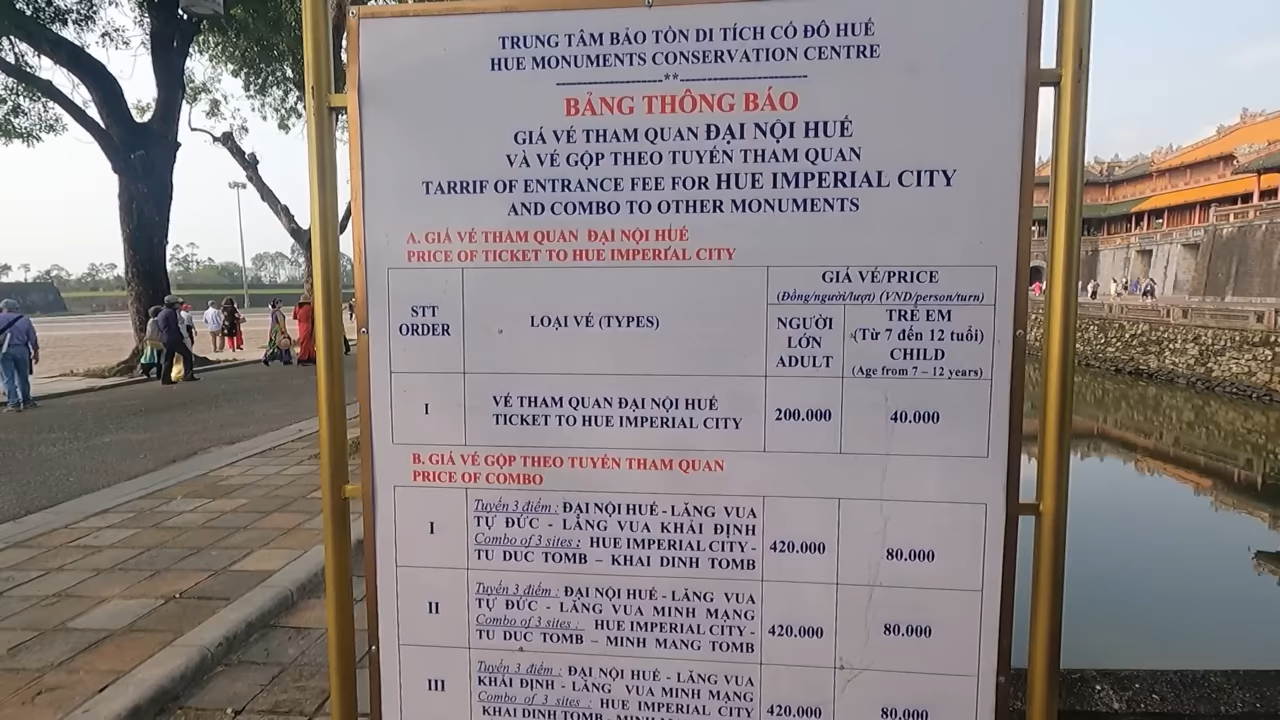 TRUNG TÂM BẢO TỒN DI TÍCH CỐ ĐÔ HUẾ
HUE MONUMENTS CONSERVATION CENTRE
--------------------**--------------------
BẢNG THÔNG BÁO
GIÁ VÉ THAM QUAN ĐẠI NỘI HUẾ
VÀ VÉ GỘP THEO TUYẾN THAM QUAN
TARRIF OF ENTRANCE FEE FOR HUE IMPERIAL CITY
AND COMBO TO OTHER MONUMENTS
A. GIÁ VÉ THAM QUAN ĐẠI NỘI HUẾ
PRICE OF TICKET TO HUE IMPERIAL CITY
STT
ORDER
LOẠI VÉ (TYPES)
GIÁ VÉ/PRICE
(Đồng/người/lượt) (VND/person/turn)
NGƯỜI
LỚN
ADULT
TRẺ EM
(Từ 7 đến 12 tuổi)
CHILD
(Age from 7 – 12 years)
I
VÉ THAM QUAN ĐẠI NỘI HUẾ
TICKET TO HUE IMPERIAL CITY
200.000
40.000
B. GIÁ VÉ GỘP THEO TUYẾN THAM QUAN
PRICE OF COMBO
I
Tuyến 3 điểm : ĐẠI NỘI HUẾ - LĂNG VUA
TỰ ĐỨC - LĂNG VUA KHẢI ĐỊNH
Combo of 3 sites : HUE IMPERIAL CITY -
TU DUC TOMB – KHAI DINH TOMB
420.000
80.000
II
Tuyến 3 điểm : ĐẠI NỘI HUẾ - LĂNG VUA
TỰ ĐỨC - LĂNG VUA MINH MẠNG
Combo of 3 sites : HUE IMPERIAL CITY -
TU DUC TOMB – MINH MANG TOMB
420.000
80.000
III
Tuyến 3 điểm : ĐẠI NỘI HUẾ - LĂNG VUA
KHẢI ĐỊNH - LĂNG VUA MINH MẠNG
Combo of 3 sites : HUE IMPERIAL CITY
KHAI DINH TOMB - MINH
420.000
80.000